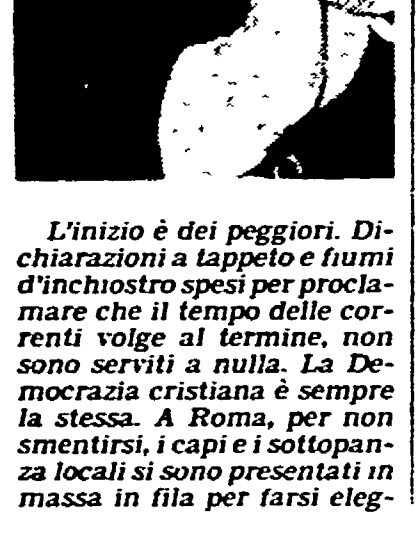 L'inizio è dei peggiori. Di-
chiarazioni a tappeto e fiumi
d'inchiostro spesi per procla-
mare che il tempo delle cor-
renti volge al termine, non
sono serviti a nulla. La De-
mocrazia cristiana è sempre
la stessa. A Roma, per non
smentirsi, i capi e i sottopan-
za locali si sono presentati in
massa in fila per farsi eleg-